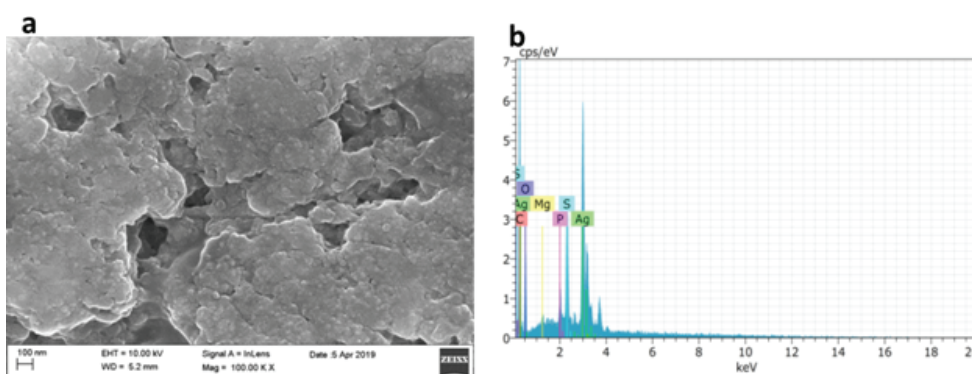 a
100 nm
EHT = 10.00 kV
WD = 5.2 mm
Signal A = InLens
Mag = 100.00 K X
Date :5 Apr 2019
ZEISS
b
cps/eV
7
6
5
4
3
2
1
0
S
O
Ag Mg S
C P Ag
2 4 6 8 10 12 14 16 18 20
keV